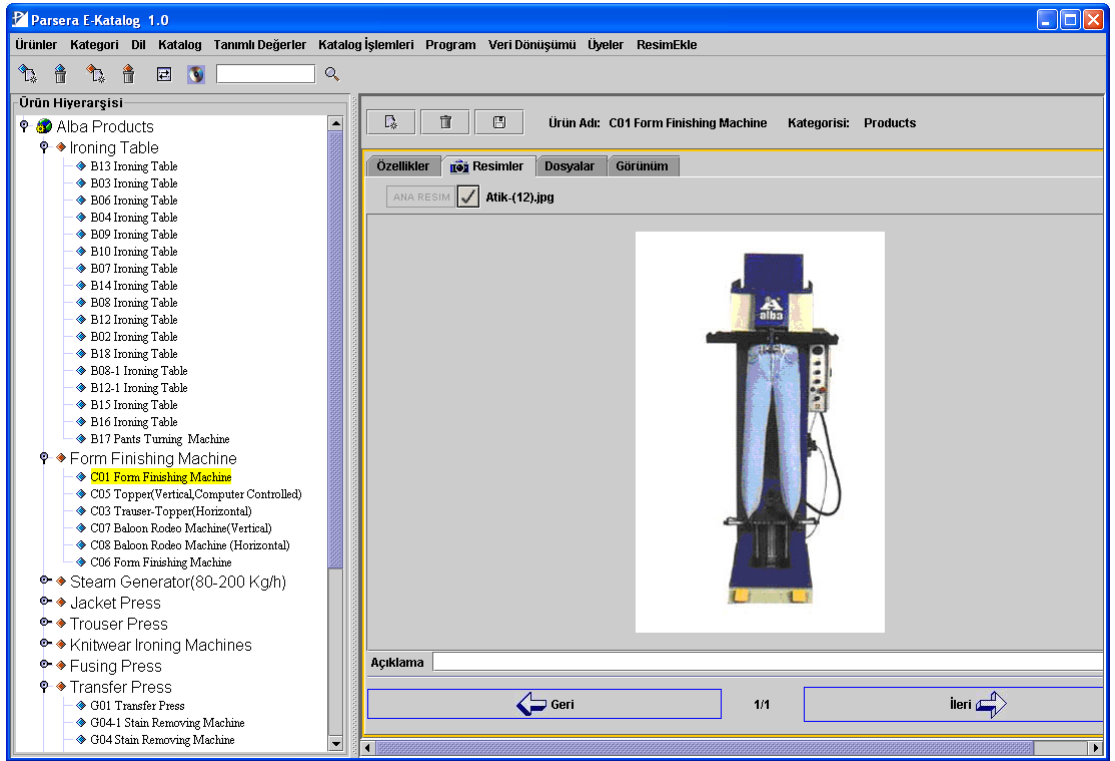 Parsera E-Katalog 1.0
Ürünler Kategori Dil Katalog Tanımlı Değerler Katalog İşlemleri Program Veri Dönüşümü Üyeler ResimEkle
Ürün Hiyerarşisi
Alba Products
Ironing Table
B13 Ironing Table
B03 Ironing Table
B06 Ironing Table
B04 Ironing Table
B09 Ironing Table
B10 Ironing Table
B07 Ironing Table
B14 Ironing Table
B08 Ironing Table
B12 Ironing Table
B02 Ironing Table
B18 Ironing Table
B08-1 Ironing Table
B12-1 Ironing Table
B15 Ironing Table
B16 Ironing Table
B17 Pants Turning Machine
Form Finishing Machine
C01 Form Finishing Machine
C05 Topper(Vertical,Computer Controlled)
C03 Trauser-Topper(Horizontal)
C07 Baloon Rodeo Machine(Vertical)
C08 Baloon Rodeo Machine (Horizontal)
C06 Form Finishing Machine
Steam Generator(80-200 Kg/h)
Jacket Press
Trouser Press
Knitwear Ironing Machines
Fusing Press
Transfer Press
G01 Transfer Press
G04-1 Stain Removing Machine
G04 Stain Removing Machine
Ürün Adı: C01 Form Finishing Machine Kategorisi: Products
Özellikler Resimler Dosyalar Görünüm
ANA RESIM Atik-(12).jpg
alba
Açıklama
Geri 1/1 İleri